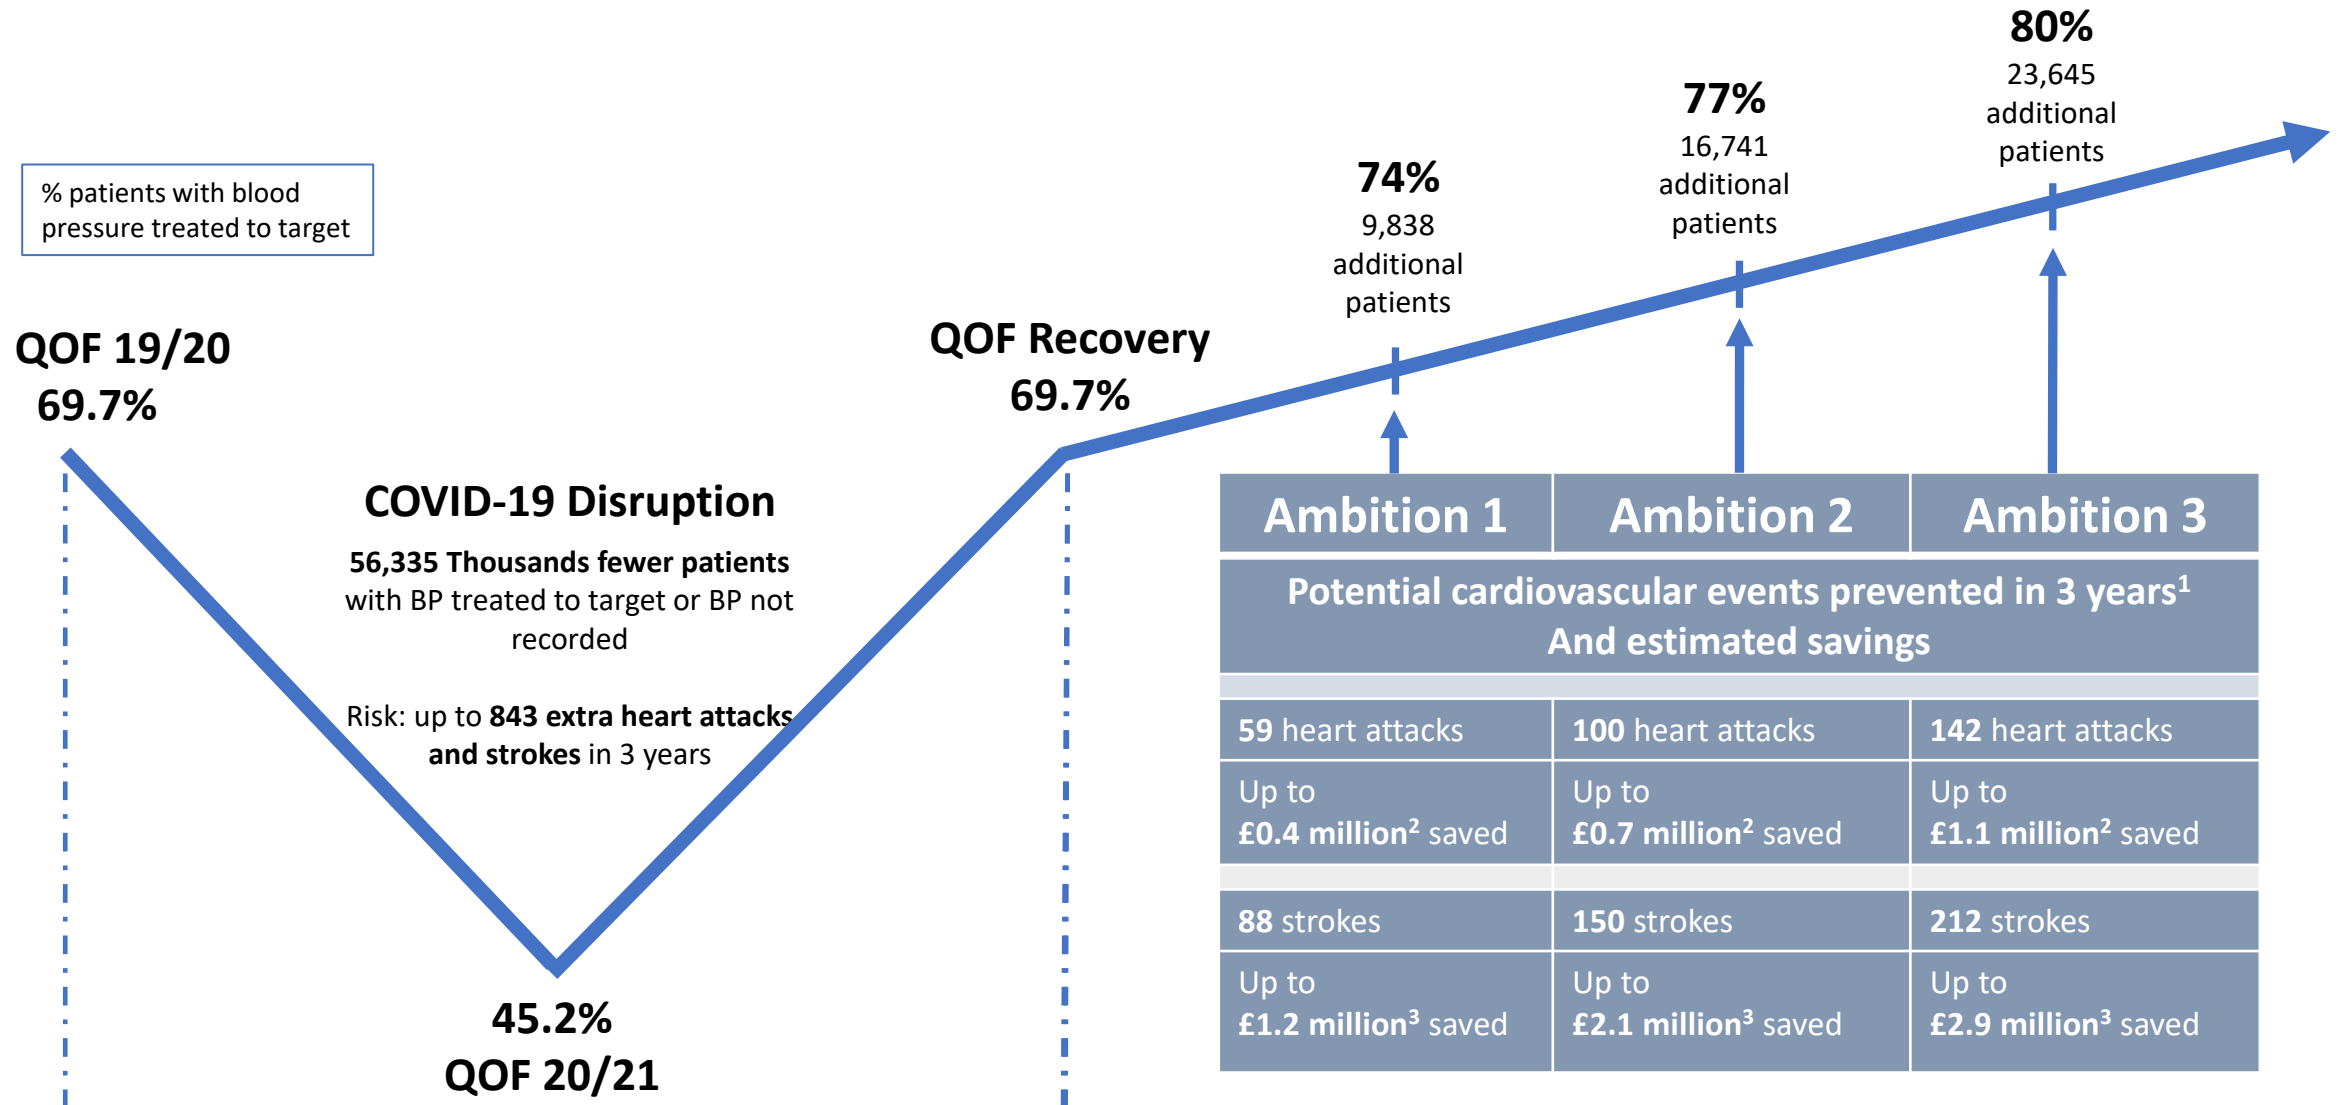 % patients with blood
pressure treated to target
QOF 19/20
69.7%
COVID-19 Disruption
56,335 Thousands fewer patients
with BP treated to target or BP not
recorded
Risk: up to 843 extra heart attacks
and strokes in 3 years
45.2%
QOF 20/21
QOF Recovery
69.7%
74%
9,838
additional
patients
77%
16,741
additional
patients
80%
23,645
additional
patients
Ambition 1 Ambition 2 Ambition 3
Potential cardiovascular events prevented in 3 years¹
And estimated savings
59 heart attacks 100 heart attacks 142 heart attacks
Up to Up to Up to
£0.4 million² saved £0.7 million² saved £1.1 million² saved
88 strokes 150 strokes 212 strokes
Up to Up to Up to
£1.2 million³ saved £2.1 million³ saved £2.9 million³ saved